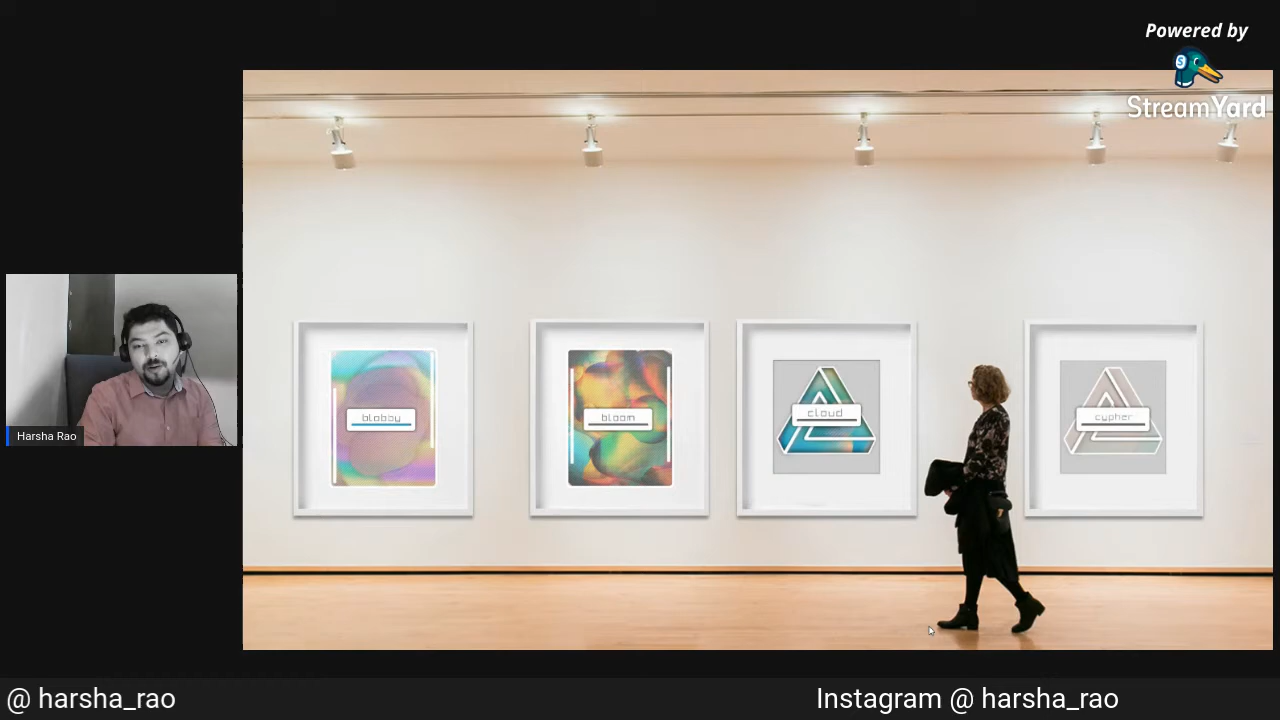 Powered by
StreamYard
blobby
bloom
cloud
cypher
Harsha Rao
@ harsha_rao
Instagram @ harsha_rao